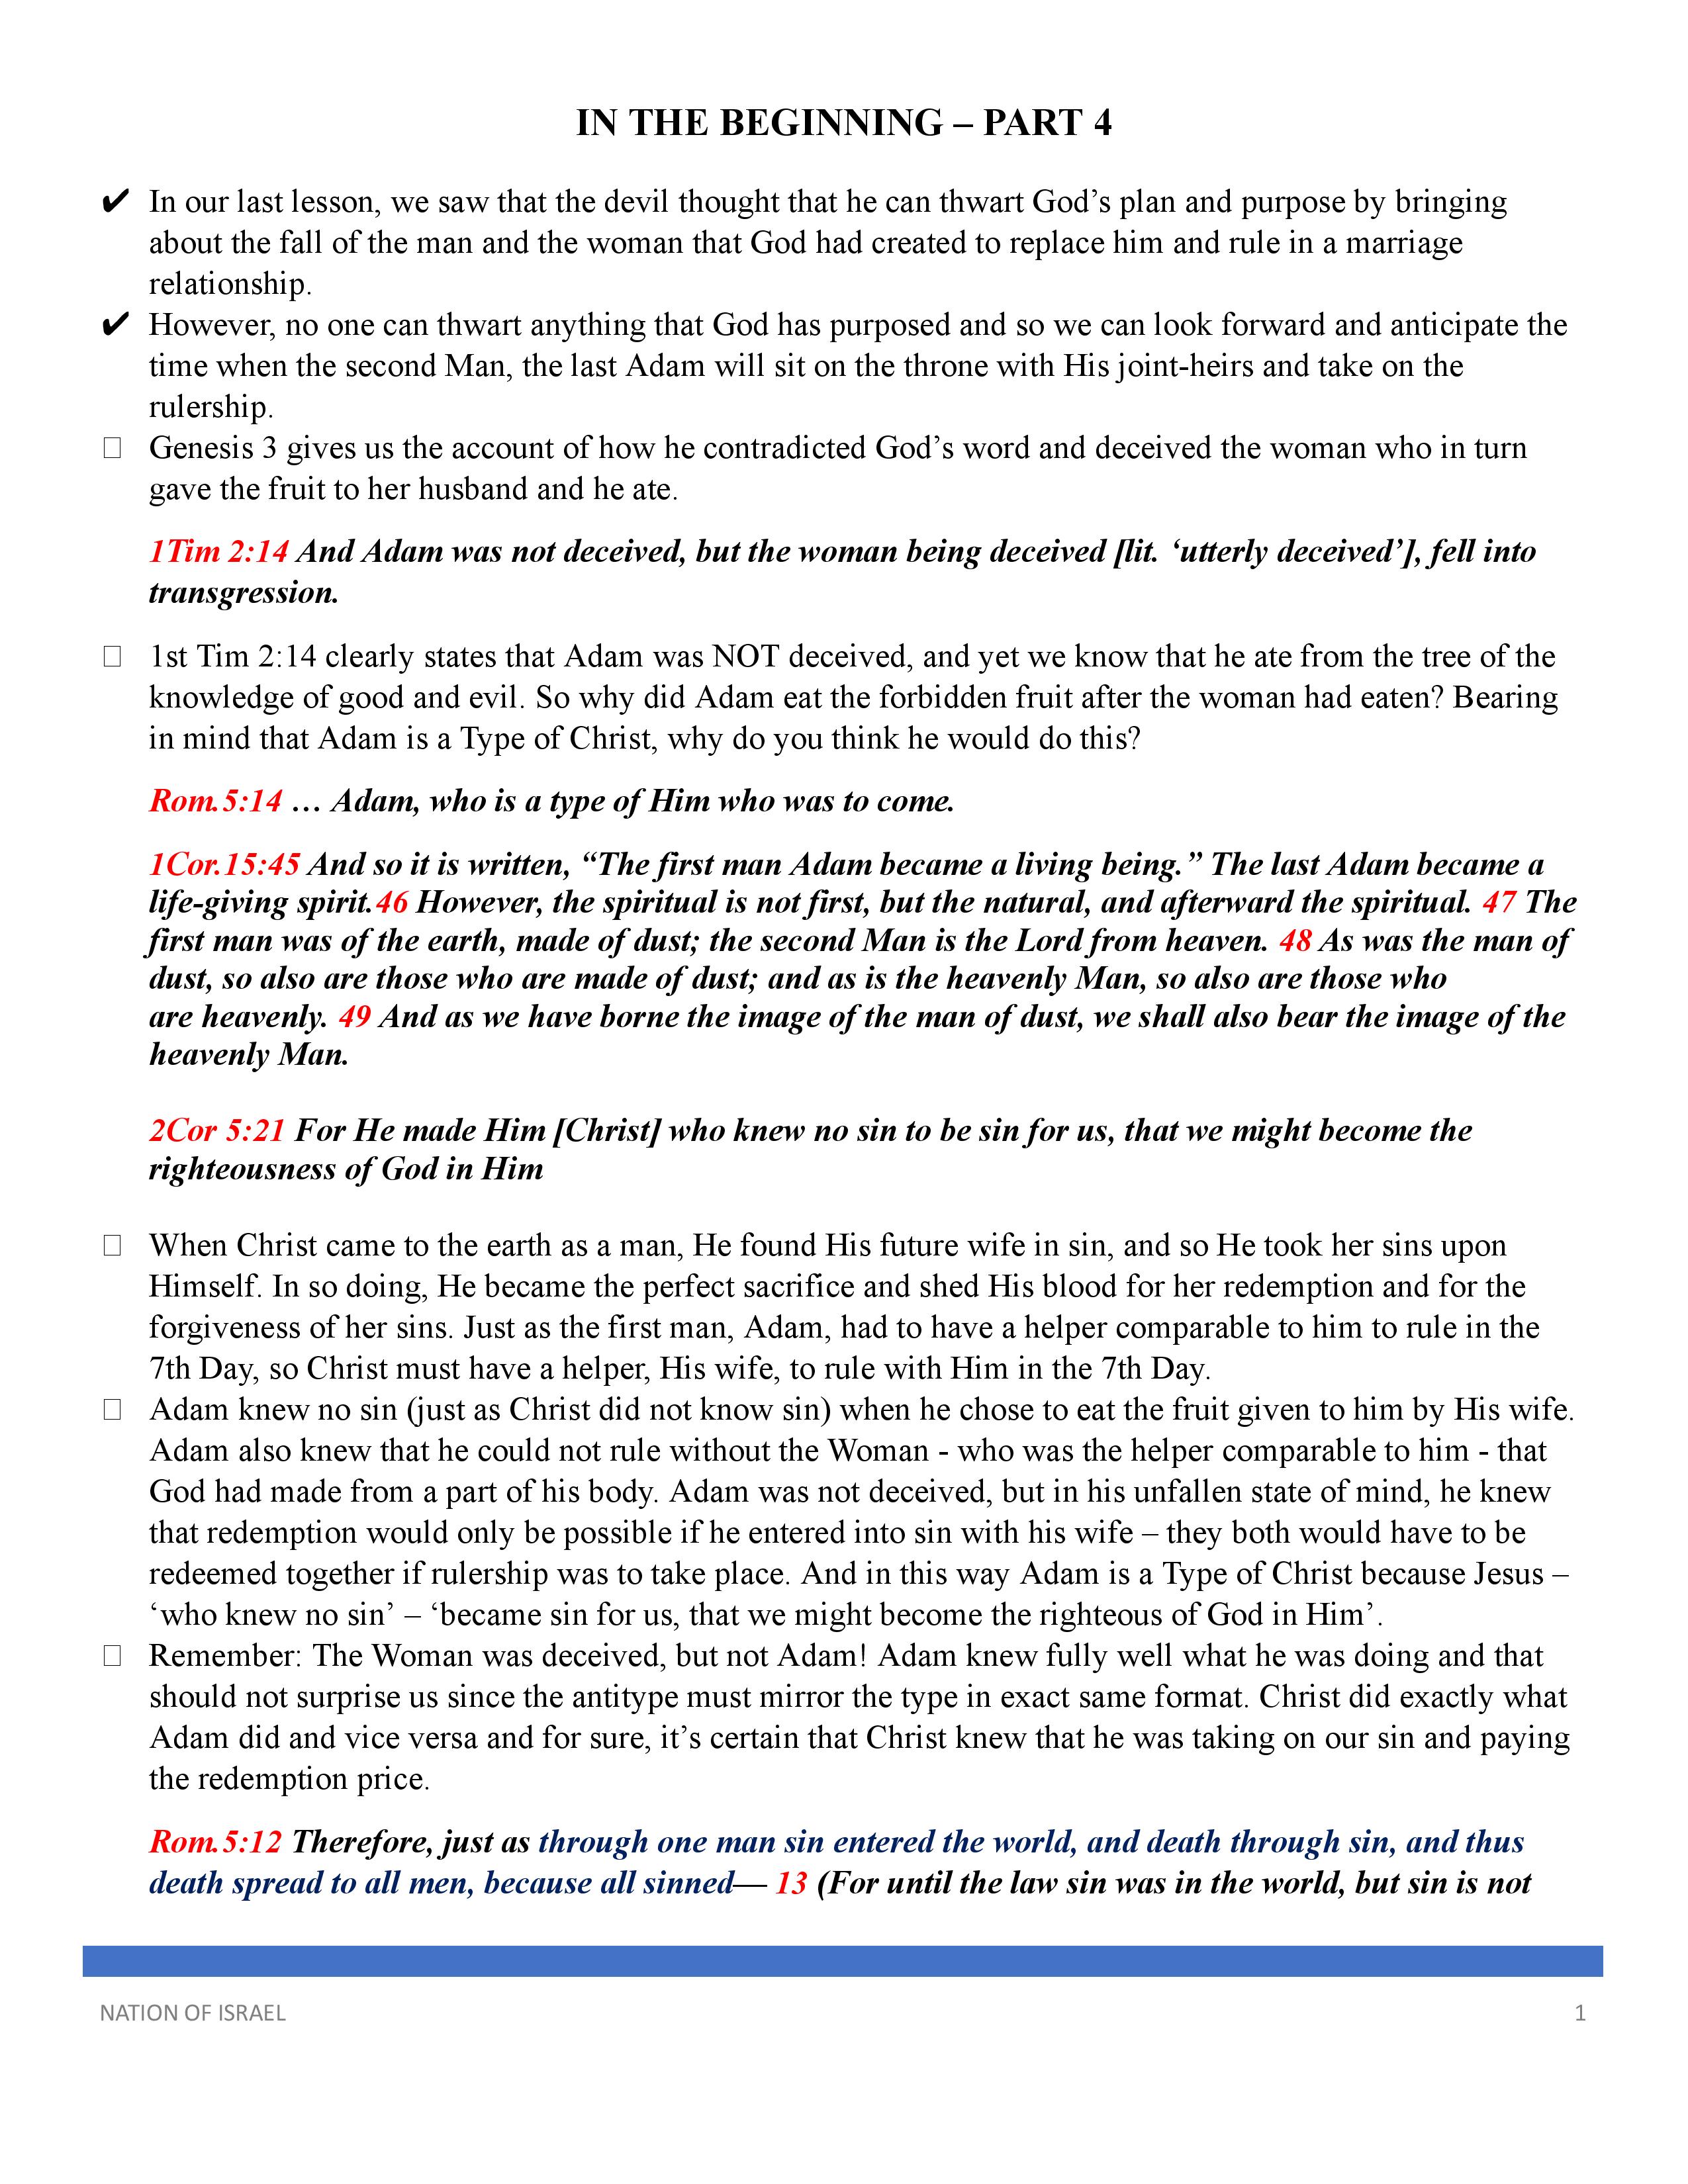 IN THE BEGINNING – PART 4
✔ In our last lesson, we saw that the devil thought that he can thwart God’s plan and purpose by bringing
about the fall of the man and the woman that God had created to replace him and rule in a marriage
relationship.
✔ However, no one can thwart anything that God has purposed and so we can look forward and anticipate the
time when the second Man, the last Adam will sit on the throne with His joint-heirs and take on the
rulership.
□ Genesis 3 gives us the account of how he contradicted God’s word and deceived the woman who in turn
gave the fruit to her husband and he ate.
1Tim 2:14 And Adam was not deceived, but the woman being deceived [lit. ‘utterly deceived’], fell into
transgression.
□ 1st Tim 2:14 clearly states that Adam was NOT deceived, and yet we know that he ate from the tree of the
knowledge of good and evil. So why did Adam eat the forbidden fruit after the woman had eaten? Bearing
in mind that Adam is a Type of Christ, why do you think he would do this?
Rom.5:14 … Adam, who is a type of Him who was to come.
1Cor.15:45 And so it is written, “The first man Adam became a living being.” The last Adam became a
life-giving spirit.46 However, the spiritual is not first, but the natural, and afterward the spiritual. 47 The
first man was of the earth, made of dust; the second Man is the Lord from heaven. 48 As was the man of
dust, so also are those who are made of dust; and as is the heavenly Man, so also are those who
are heavenly. 49 And as we have borne the image of the man of dust, we shall also bear the image of the
heavenly Man.
2Cor 5:21 For He made Him [Christ] who knew no sin to be sin for us, that we might become the
righteousness of God in Him
□ When Christ came to the earth as a man, He found His future wife in sin, and so He took her sins upon
Himself. In so doing, He became the perfect sacrifice and shed His blood for her redemption and for the
forgiveness of her sins. Just as the first man, Adam, had to have a helper comparable to him to rule in the
7th Day, so Christ must have a helper, His wife, to rule with Him in the 7th Day.
□ Adam knew no sin (just as Christ did not know sin) when he chose to eat the fruit given to him by His wife.
Adam also knew that he could not rule without the Woman - who was the helper comparable to him - that
God had made from a part of his body. Adam was not deceived, but in his unfallen state of mind, he knew
that redemption would only be possible if he entered into sin with his wife – they both would have to be
redeemed together if rulership was to take place. And in this way Adam is a Type of Christ because Jesus –
‘who knew no sin’ – ‘became sin for us, that we might become the righteous of God in Him’.
□ Remember: The Woman was deceived, but not Adam! Adam knew fully well what he was doing and that
should not surprise us since the antitype must mirror the type in exact same format. Christ did exactly what
Adam did and vice versa and for sure, it’s certain that Christ knew that he was taking on our sin and paying
the redemption price.
Rom.5:12 Therefore, just as through one man sin entered the world, and death through sin, and thus
death spread to all men, because all sinned— 13 (For until the law sin was in the world, but sin is not
NATION OF ISRAEL 1